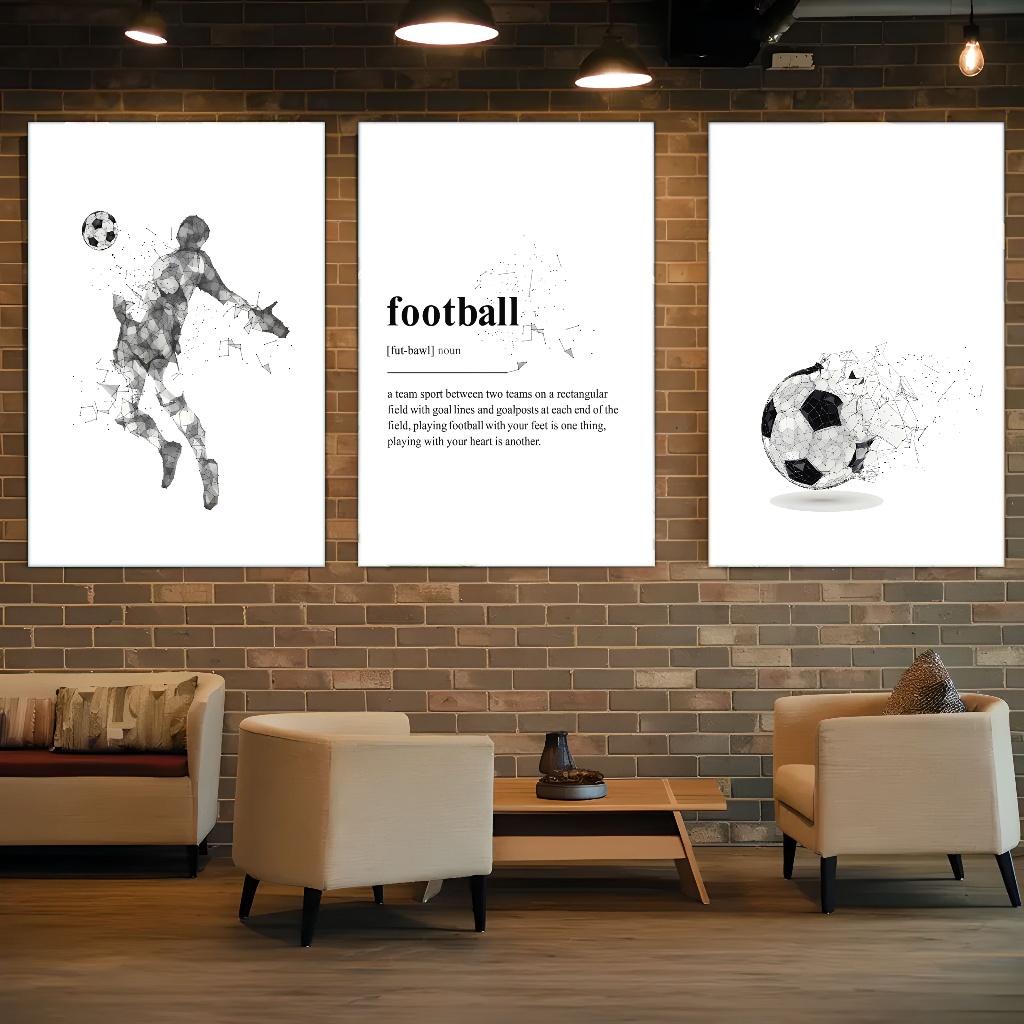 football
[fut-bawl] noun
a team sport between two teams on a rectangular
field with goal lines and goalposts at each end of the
field, playing football with your feet is one thing,
playing with your heart is another.